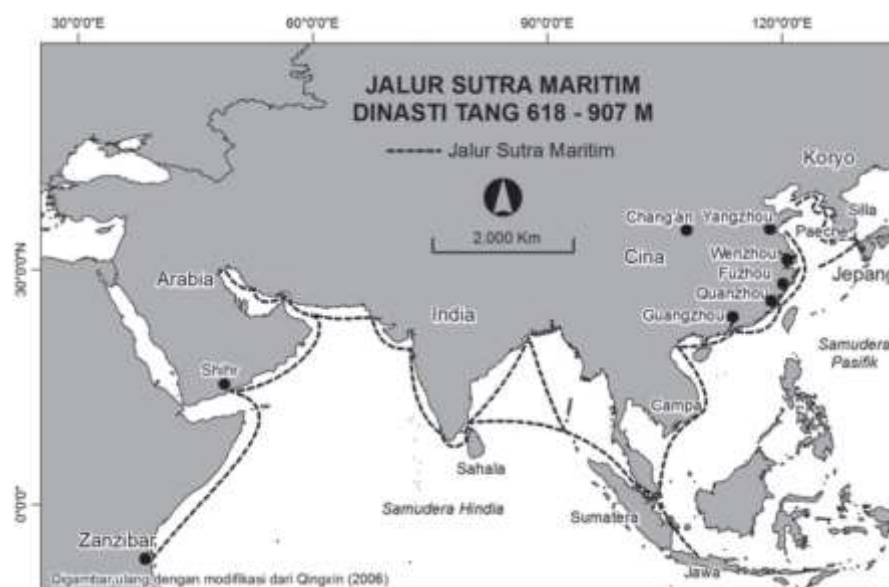 30°0'0"E 60°0'0"E 90°0'0"E 120°0'0"E
JALUR SUTRA MARITIM
DINASTI TANG 618 - 907 M
Jalur Sutra Maritim
Koryo
Silla
Chang'an Yangzhou
Paeche
2.000 Km
Cina
Wenzhou
30°0'0"N
Arabia
Fuzhou
Jepang
Quanzhou
India
Guangzhou
Samudera
Pasifik
Shihr
Campa
Sahala
0°0'0"
Samudera Hindia
Sumatera
Zanzibar
Jawa
Digambar ulang dengan modifikasi dari Qingxin (2006)